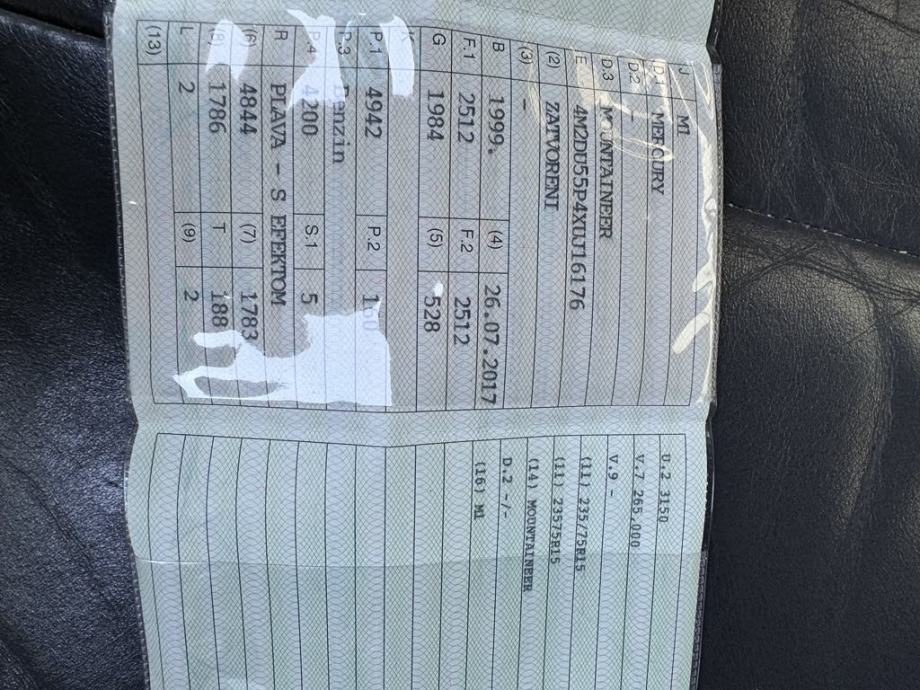 J M1
D.1 MERCURY
D.2
D.3 MOUNTAINEER
E 4M2DU55P4XUJ16176
(2) ZATVORENI
(3) -
B 1999. (4) 26.07.2017
F.1 2512 F.2 2512
G 1984 (5) 528
K
P.1 4942 P.2 160
P.3 Benzin
P.4 4200 S.1 5
R PLAVA - S EFEKTOM
(6) 4844 (7) 1783
(8) 1786 T 188
L 2 (9) 2
(13)
U.2 3150
V.7 265,000
V.9 -
(11) 235/75R15
(11) 23575R15
(14) MOUNTAINEER
D.2 -/-
(16) M1